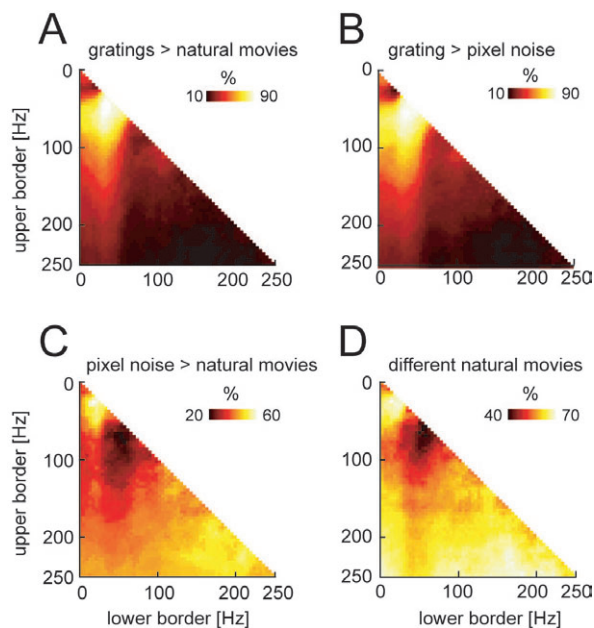 A
gratings > natural movies
%
10 90
0
100
200
250
upper border [Hz]
0 100 200 250
B
grating > pixel noise
%
10 90
0
100
200
250
0 100 200 250
C
pixel noise > natural movies
%
20 60
0
100
200
250
upper border [Hz]
0 100 200 250
lower border [Hz]
D
different natural movies
%
40 70
0
100
200
250
0 100 200 250
lower border [Hz]